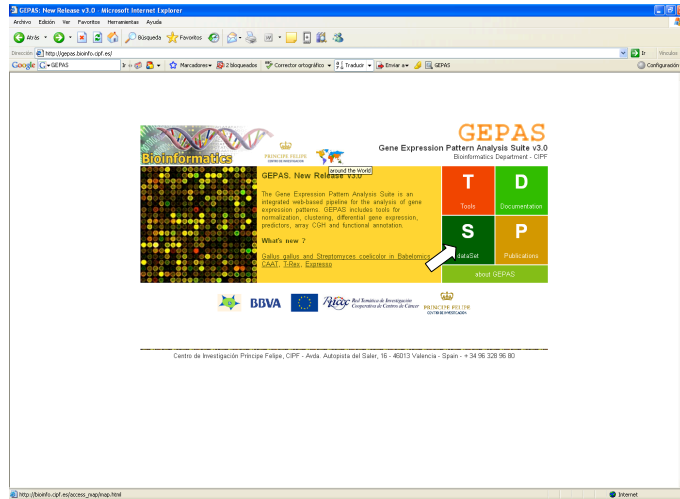 GEPAS: New Release v3.0 - Microsoft Internet Explorer
Archivo Edición Ver Favoritos Herramientas Ayuda
Atrás Búsqueda Favoritos
Dirección http://gepas.bioinfo.cipf.es/ Ir Vínculos
Google G GEPAS Ir Marcadores 2 bloqueados Corrector ortográfico Traducir Enviar a GEPAS Configuración
GEPAS
Gene Expression Pattern Analysis Suite v3.0
Bioinformatics Department - CIPF
Bioinformatics
PRINCIPE FELIPE
CENTRO DE INVESTIGACION
around the World
GEPAS. New Release v3.0
The Gene Expression Pattern Analysis Suite is an
integrated web-based pipeline for the analysis of gene
expression patterns. GEPAS includes tools for
normalization, clustering, differential gene expression,
predictors, array CGH and functional annotation.
What's new ?
Gallus gallus and Streptomyces coelicolor in Babelomics
CAAT, T-Rex, Expresso
T
Tools
D
Documentation
S
dataSet
P
Publications
about GEPAS
BBVA
Red Temática de Investigación
Cooperativa de Centros de Cáncer
PRINCIPE FELIPE
CENTRO DE INVESTIGACION
Centro de Investigación Príncipe Felipe, CIPF - Avda. Autopista del Saler, 16 - 46013 Valencia - Spain - +34 96 328 96 80
http://bioinfo.cipf.es/access_map/map.html Internet